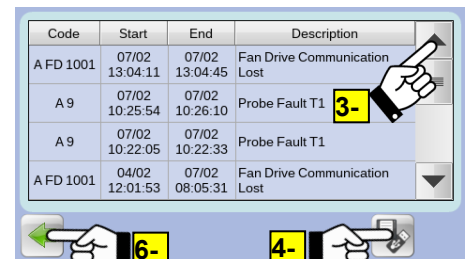 Code Start End Description
A FD 1001 07/02 13:04:11 07/02 13:04:45 Fan Drive Communication Lost
A 9 07/02 10:25:54 07/02 10:26:10 Probe Fault T1
3-
A 9 07/02 10:22:05 07/02 10:22:33 Probe Fault T1
A FD 1001 04/02 12:01:53 07/02 08:05:31 Fan Drive Communication Lost
6-
4-